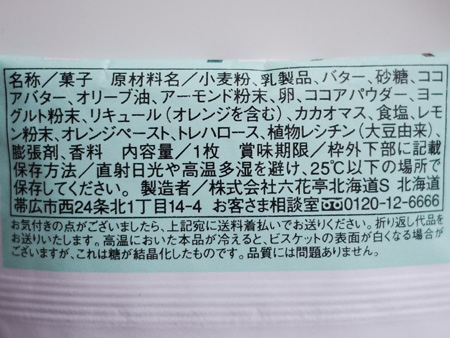 名称／菓子　原材料名／小麦粉、乳製品、バター、砂糖、ココ
アバター、オリーブ油、アーモンド粉末、卵、ココアパウダー、ヨー
グルト粉末、リキュール（オレンジを含む）、カカオマス、食塩、レモ
ン粉末、オレンジペースト、トレハロース、植物レシチン（大豆由来）、
膨張剤、香料　内容量／1枚　賞味期限／枠外下部に記載
保存方法／直射日光や高温多湿を避け、25℃以下の場所で
保存してください。製造者／株式会社六花亭北海道S 北海道
帯広市西24条北1丁目14-4 お客さま相談室 0120-12-6666
お気付きの点がございましたら、上記宛に送料着払いでお送りください。折り返し代品を
お送りいたします。高温においた本品が冷えると、ビスケットの表面が白くなる場合が
ございますが、これは糖が結晶化したものです。品質には問題ありません。